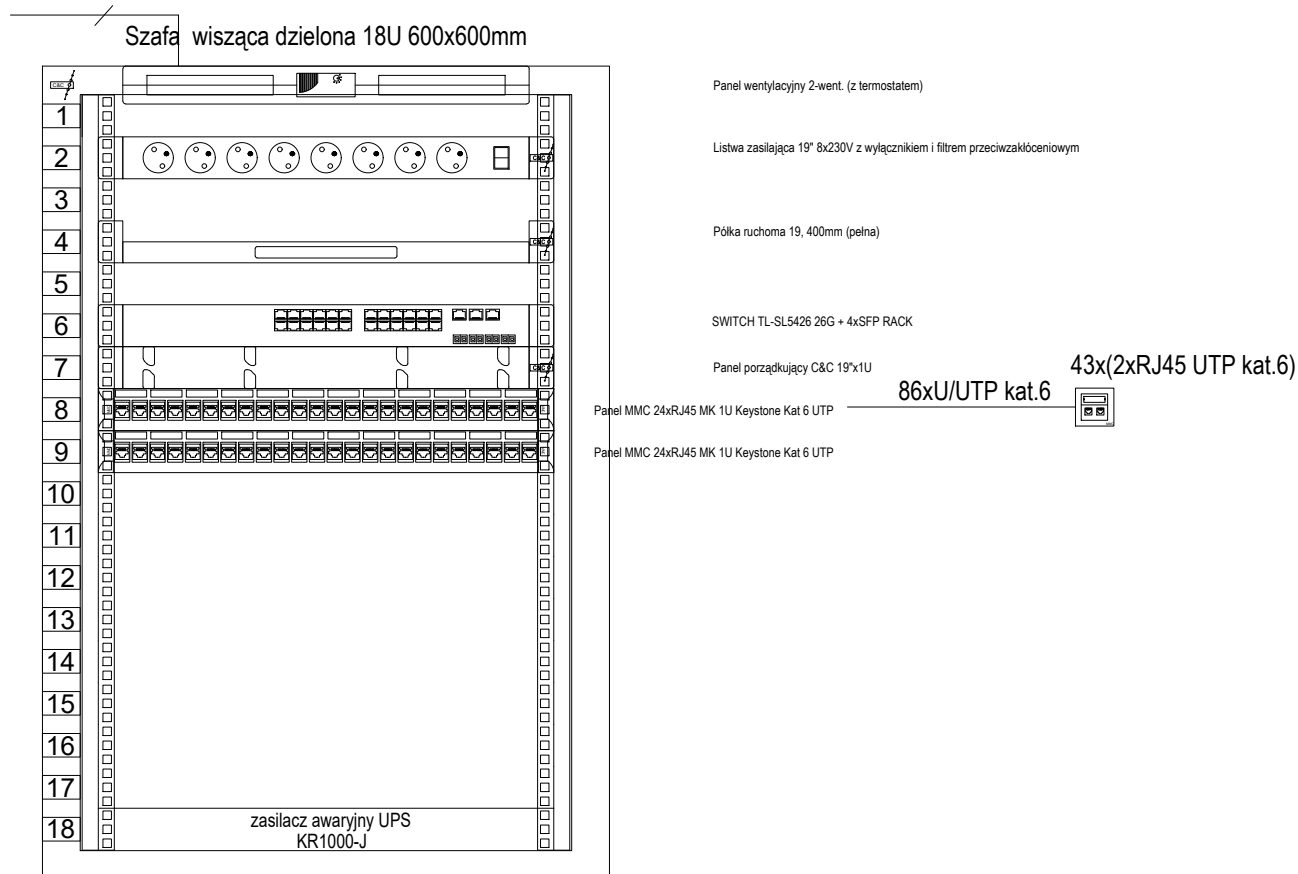 Szafa wisząca dzielona 18U 600x600mm
C&C
Panel wentylacyjny 2-went. (z termostatem)
1
2
C&C
Listwa zasilająca 19" 8x230V z wyłącznikiem i filtrem przeciwzakłóceniowym
3
4
C&C
Półka ruchoma 19, 400mm (pełna)
5
6
SWITCH TL-SL5426 26G + 4xSFP RACK
7
C&C
Panel porządkujący C&C 19"x1U
43x(2xRJ45 UTP kat.6)
86xU/UTP kat.6
8
Panel MMC 24xRJ45 MK 1U Keystone Kat 6 UTP
9
Panel MMC 24xRJ45 MK 1U Keystone Kat 6 UTP
10
11
12
13
14
15
16
17
18
zasilacz awaryjny UPS
KR1000-J